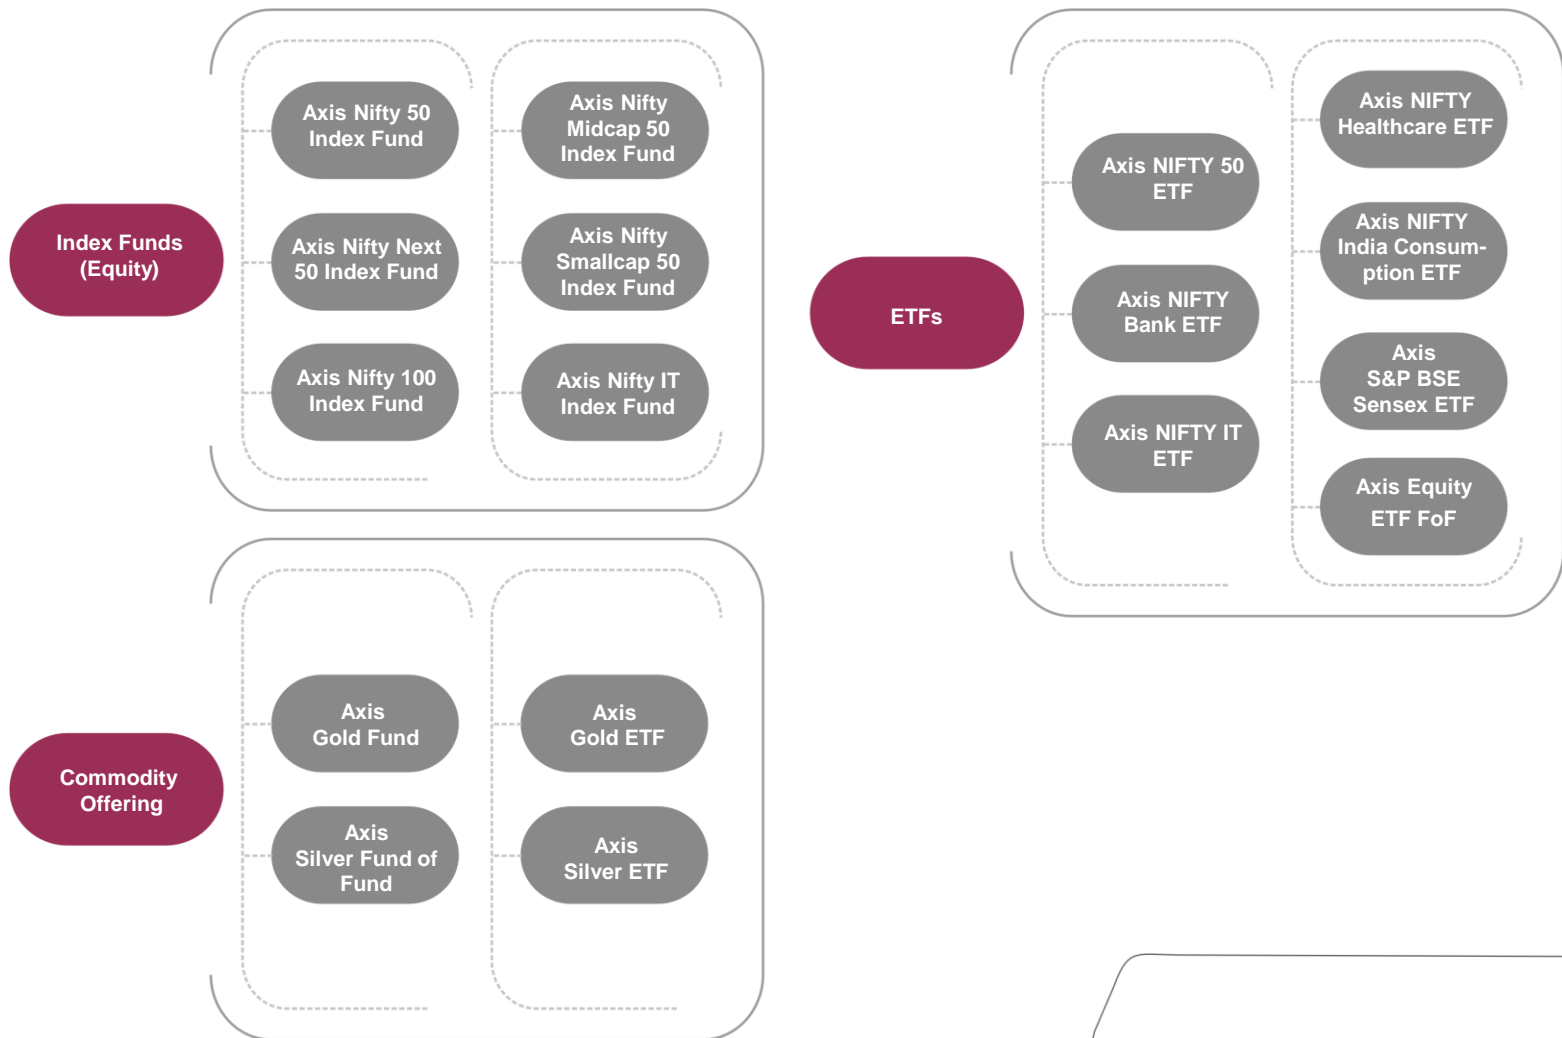 Index Funds
(Equity)
Axis Nifty 50
Index Fund
Axis Nifty Next
50 Index Fund
Axis Nifty 100
Index Fund
Axis Nifty
Midcap 50
Index Fund
Axis Nifty
Smallcap 50
Index Fund
Axis Nifty IT
Index Fund
ETFs
Axis NIFTY 50
ETF
Axis NIFTY
Bank ETF
Axis NIFTY IT
ETF
Axis NIFTY
Healthcare ETF
Axis NIFTY
India Consum-
ption ETF
Axis
S&P BSE
Sensex ETF
Axis Equity
ETF FoF
Commodity
Offering
Axis
Gold Fund
Axis
Silver Fund of
Fund
Axis
Gold ETF
Axis
Silver ETF